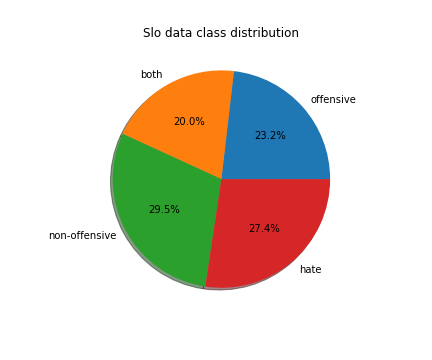 Slo data class distribution
both
offensive
20.0%
23.2%
29.5%
27.4%
non-offensive
hate